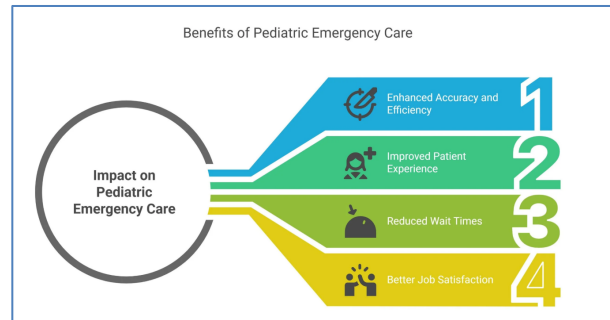 Benefits of Pediatric Emergency Care
Impact on
Pediatric
Emergency Care
Enhanced Accuracy and
Efficiency
1
Improved Patient
Experience
2
Reduced Wait Times
3
Better Job Satisfaction
4